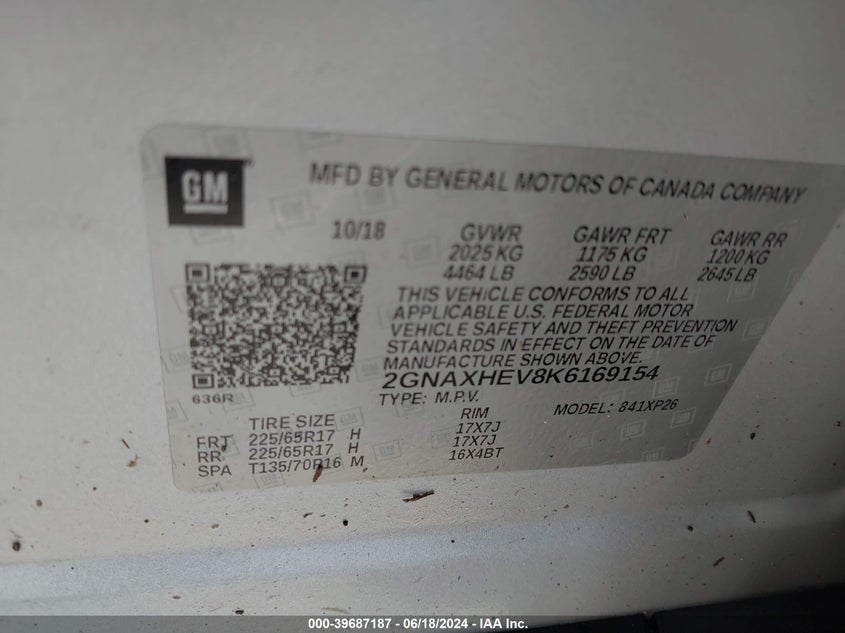 GM
MFD BY GENERAL MOTORS OF CANADA COMPANY
10/18 GVWR GAWR FRT GAWR RR
2025 KG 1175 KG 1200 KG
4464 LB 2590 LB 2645 LB
THIS VEHICLE CONFORMS TO ALL
APPLICABLE U.S. FEDERAL MOTOR
VEHICLE SAFETY AND THEFT PREVENTION
STANDARDS IN EFFECT ON THE DATE OF
MANUFACTURE SHOWN ABOVE.
2GNAXHEV8K6169154
636R TYPE: M.P.V. MODEL: 841XP26
TIRE SIZE RIM
FRT 225/65R17 H 17X7J
RR 225/65R17 H 17X7J
SPA T135/70R16 M 16X4BT
000-39687187 - 06/18/2024 - IAA Inc.